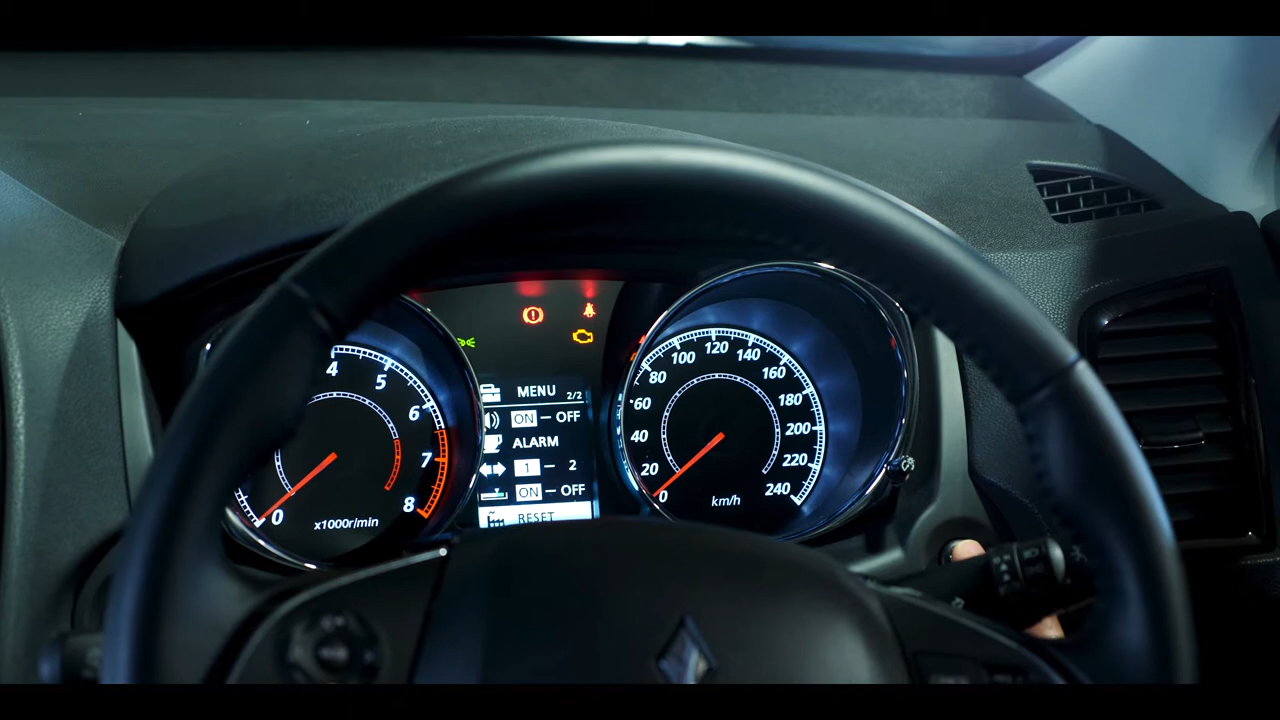 4
5
6
7
8
0
x1000r/min
MENU 2/2
ON – OFF
ALARM
1 – 2
ON – OFF
RESET
0
20
40
60
80
100
120
140
160
180
200
220
240
km/h